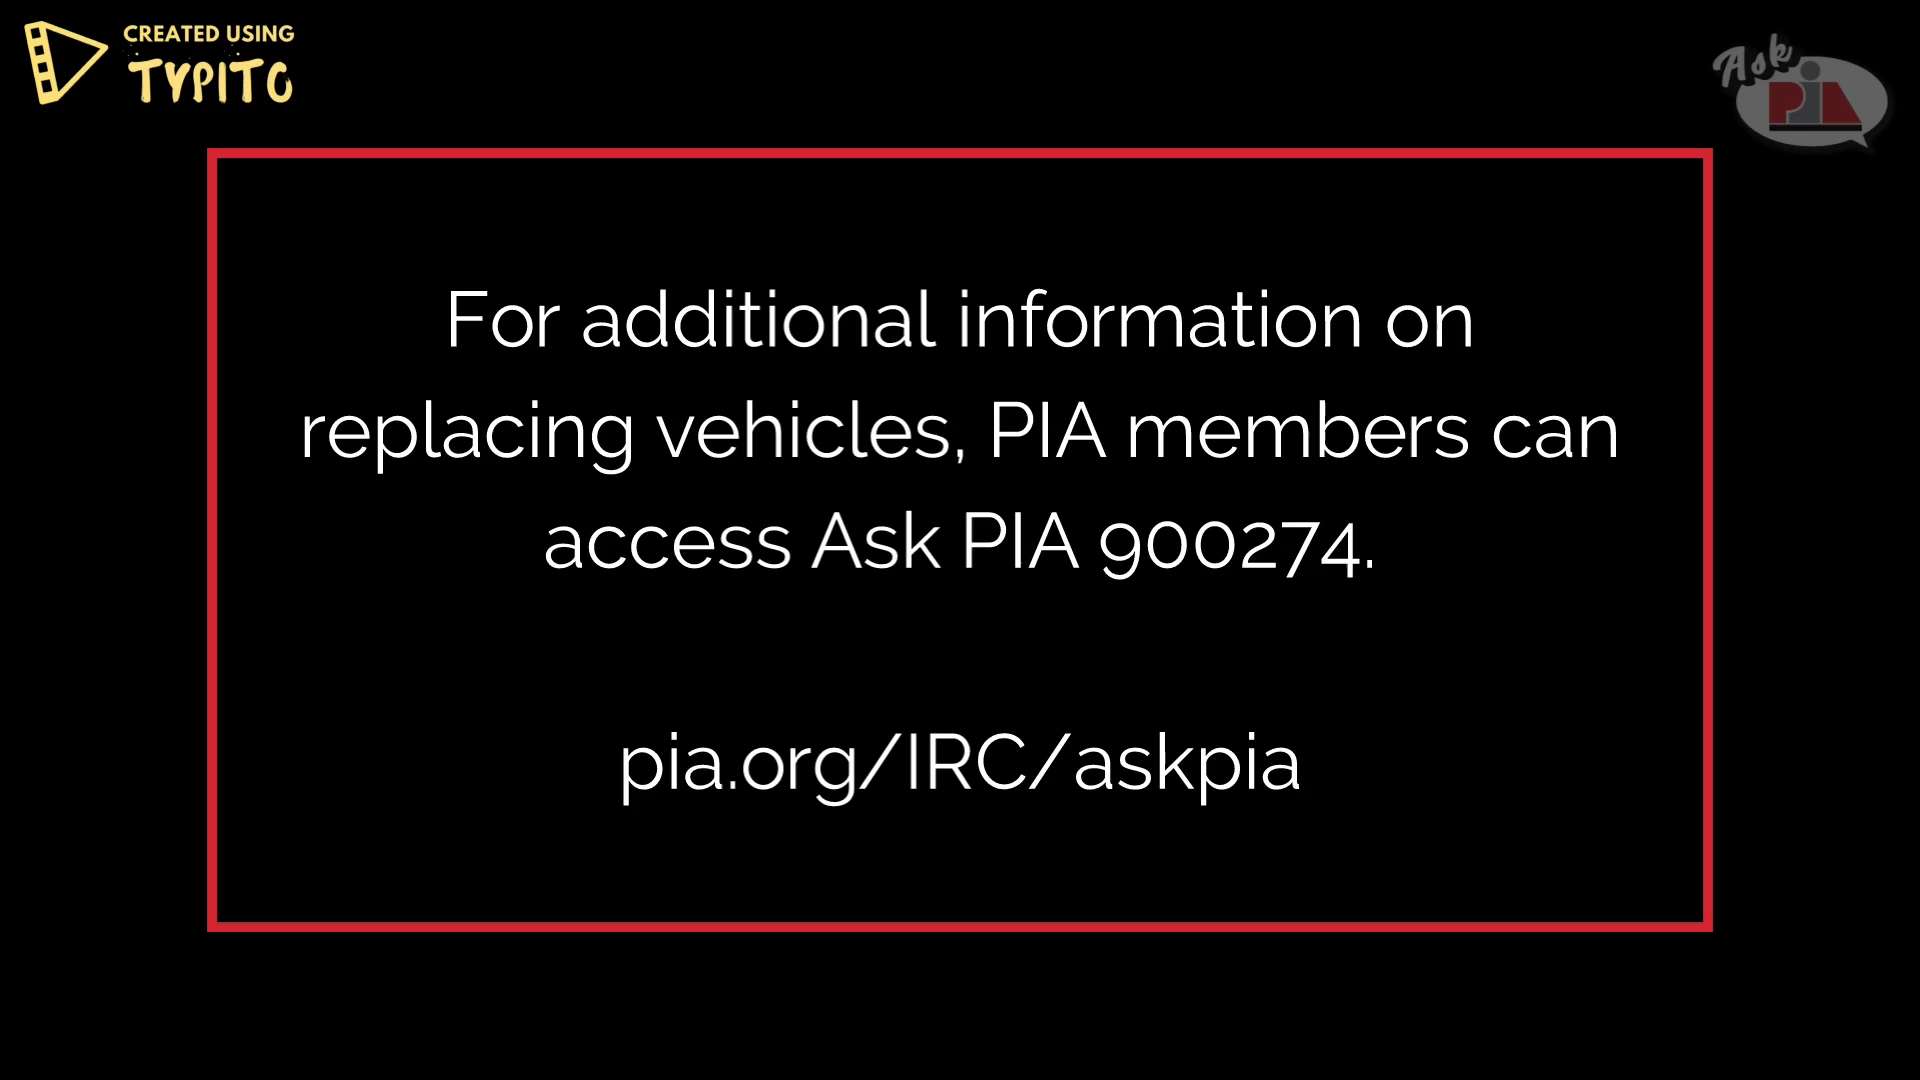 CREATED USING
TYPITO
Ask
PIA
For additional information on
replacing vehicles, PIA members can
access Ask PIA 900274.
pia.org/IRC/askpia